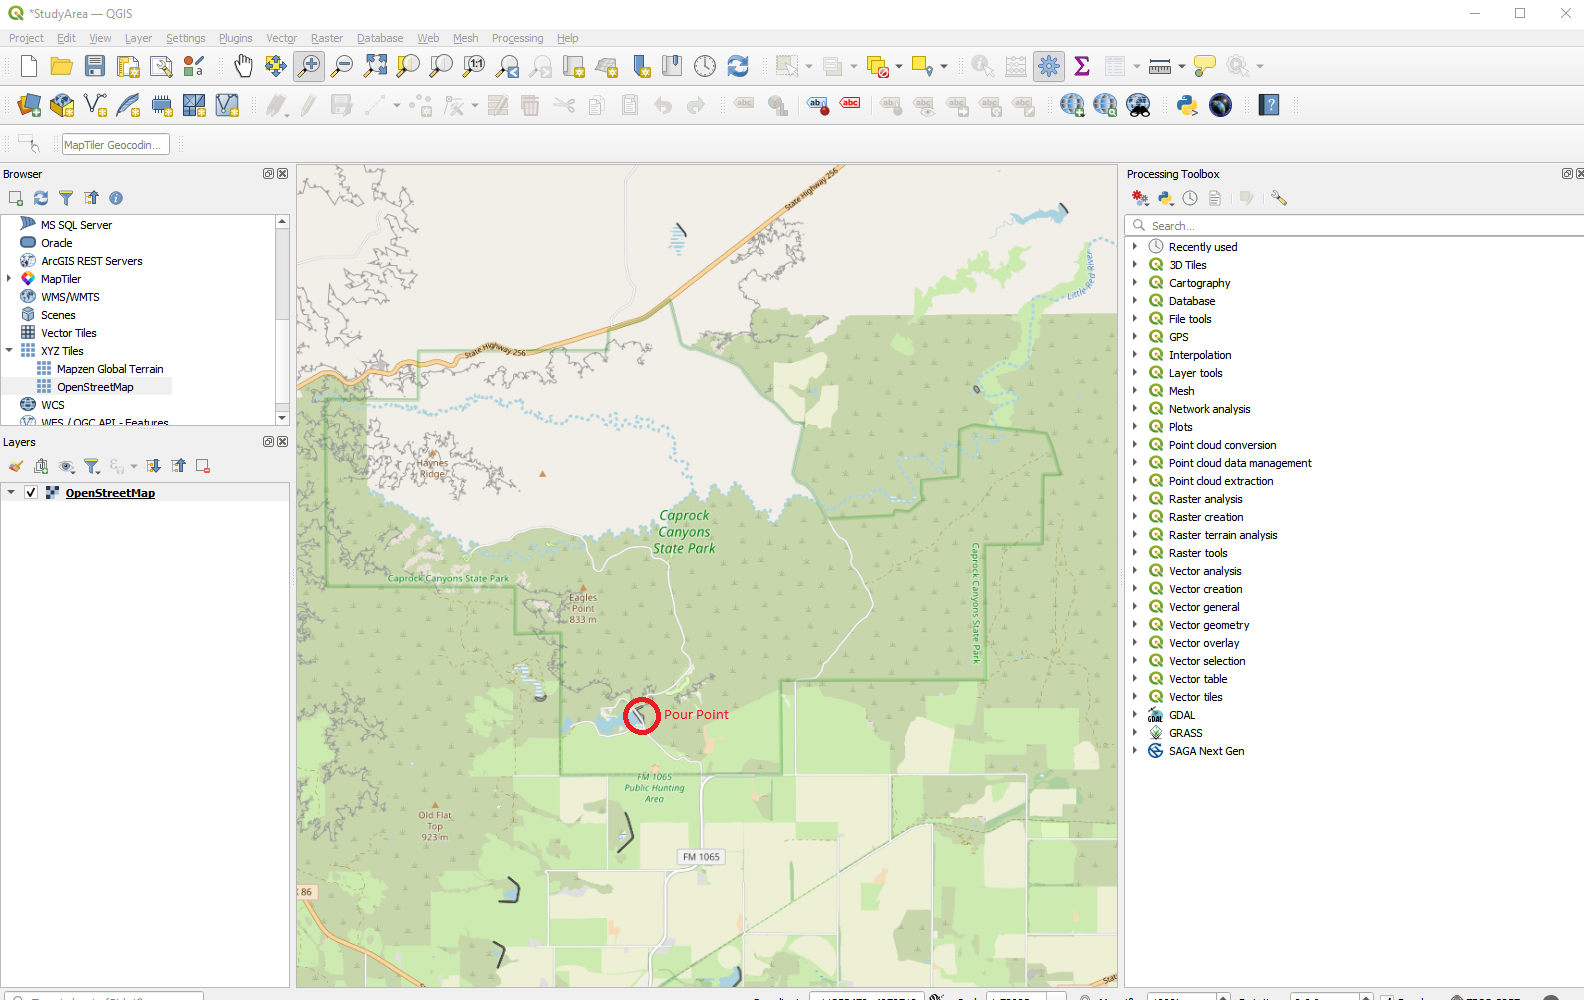 *StudyArea — QGIS
Project Edit View Layer Settings Plugins Vector Raster Database Web Mesh Processing Help
MapTiler Geocodin...
Browser
MS SQL Server
Oracle
ArcGIS REST Servers
MapTiler
WMS/WMTS
Scenes
Vector Tiles
XYZ Tiles
Mapzen Global Terrain
OpenStreetMap
WCS
WFS / OGC API - Features
Layers
OpenStreetMap
State Highway 256
State Highway 256
Little Red River
Haynes
Ridge
Caprock
Canyons
State Park
Caprock Canyons State Park
Caprock Canyons State Park
Eagles
Point
833 m
Pour Point
FM 1065
Public Hunting
Area
Old Flat
Top
923 m
FM 1065
86
Processing Toolbox
Search...
Recently used
3D Tiles
Cartography
Database
File tools
GPS
Interpolation
Layer tools
Mesh
Network analysis
Plots
Point cloud conversion
Point cloud data management
Point cloud extraction
Raster analysis
Raster creation
Raster terrain analysis
Raster tools
Vector analysis
Vector creation
Vector general
Vector geometry
Vector overlay
Vector selection
Vector table
Vector tiles
GDAL
GRASS
SAGA Next Gen